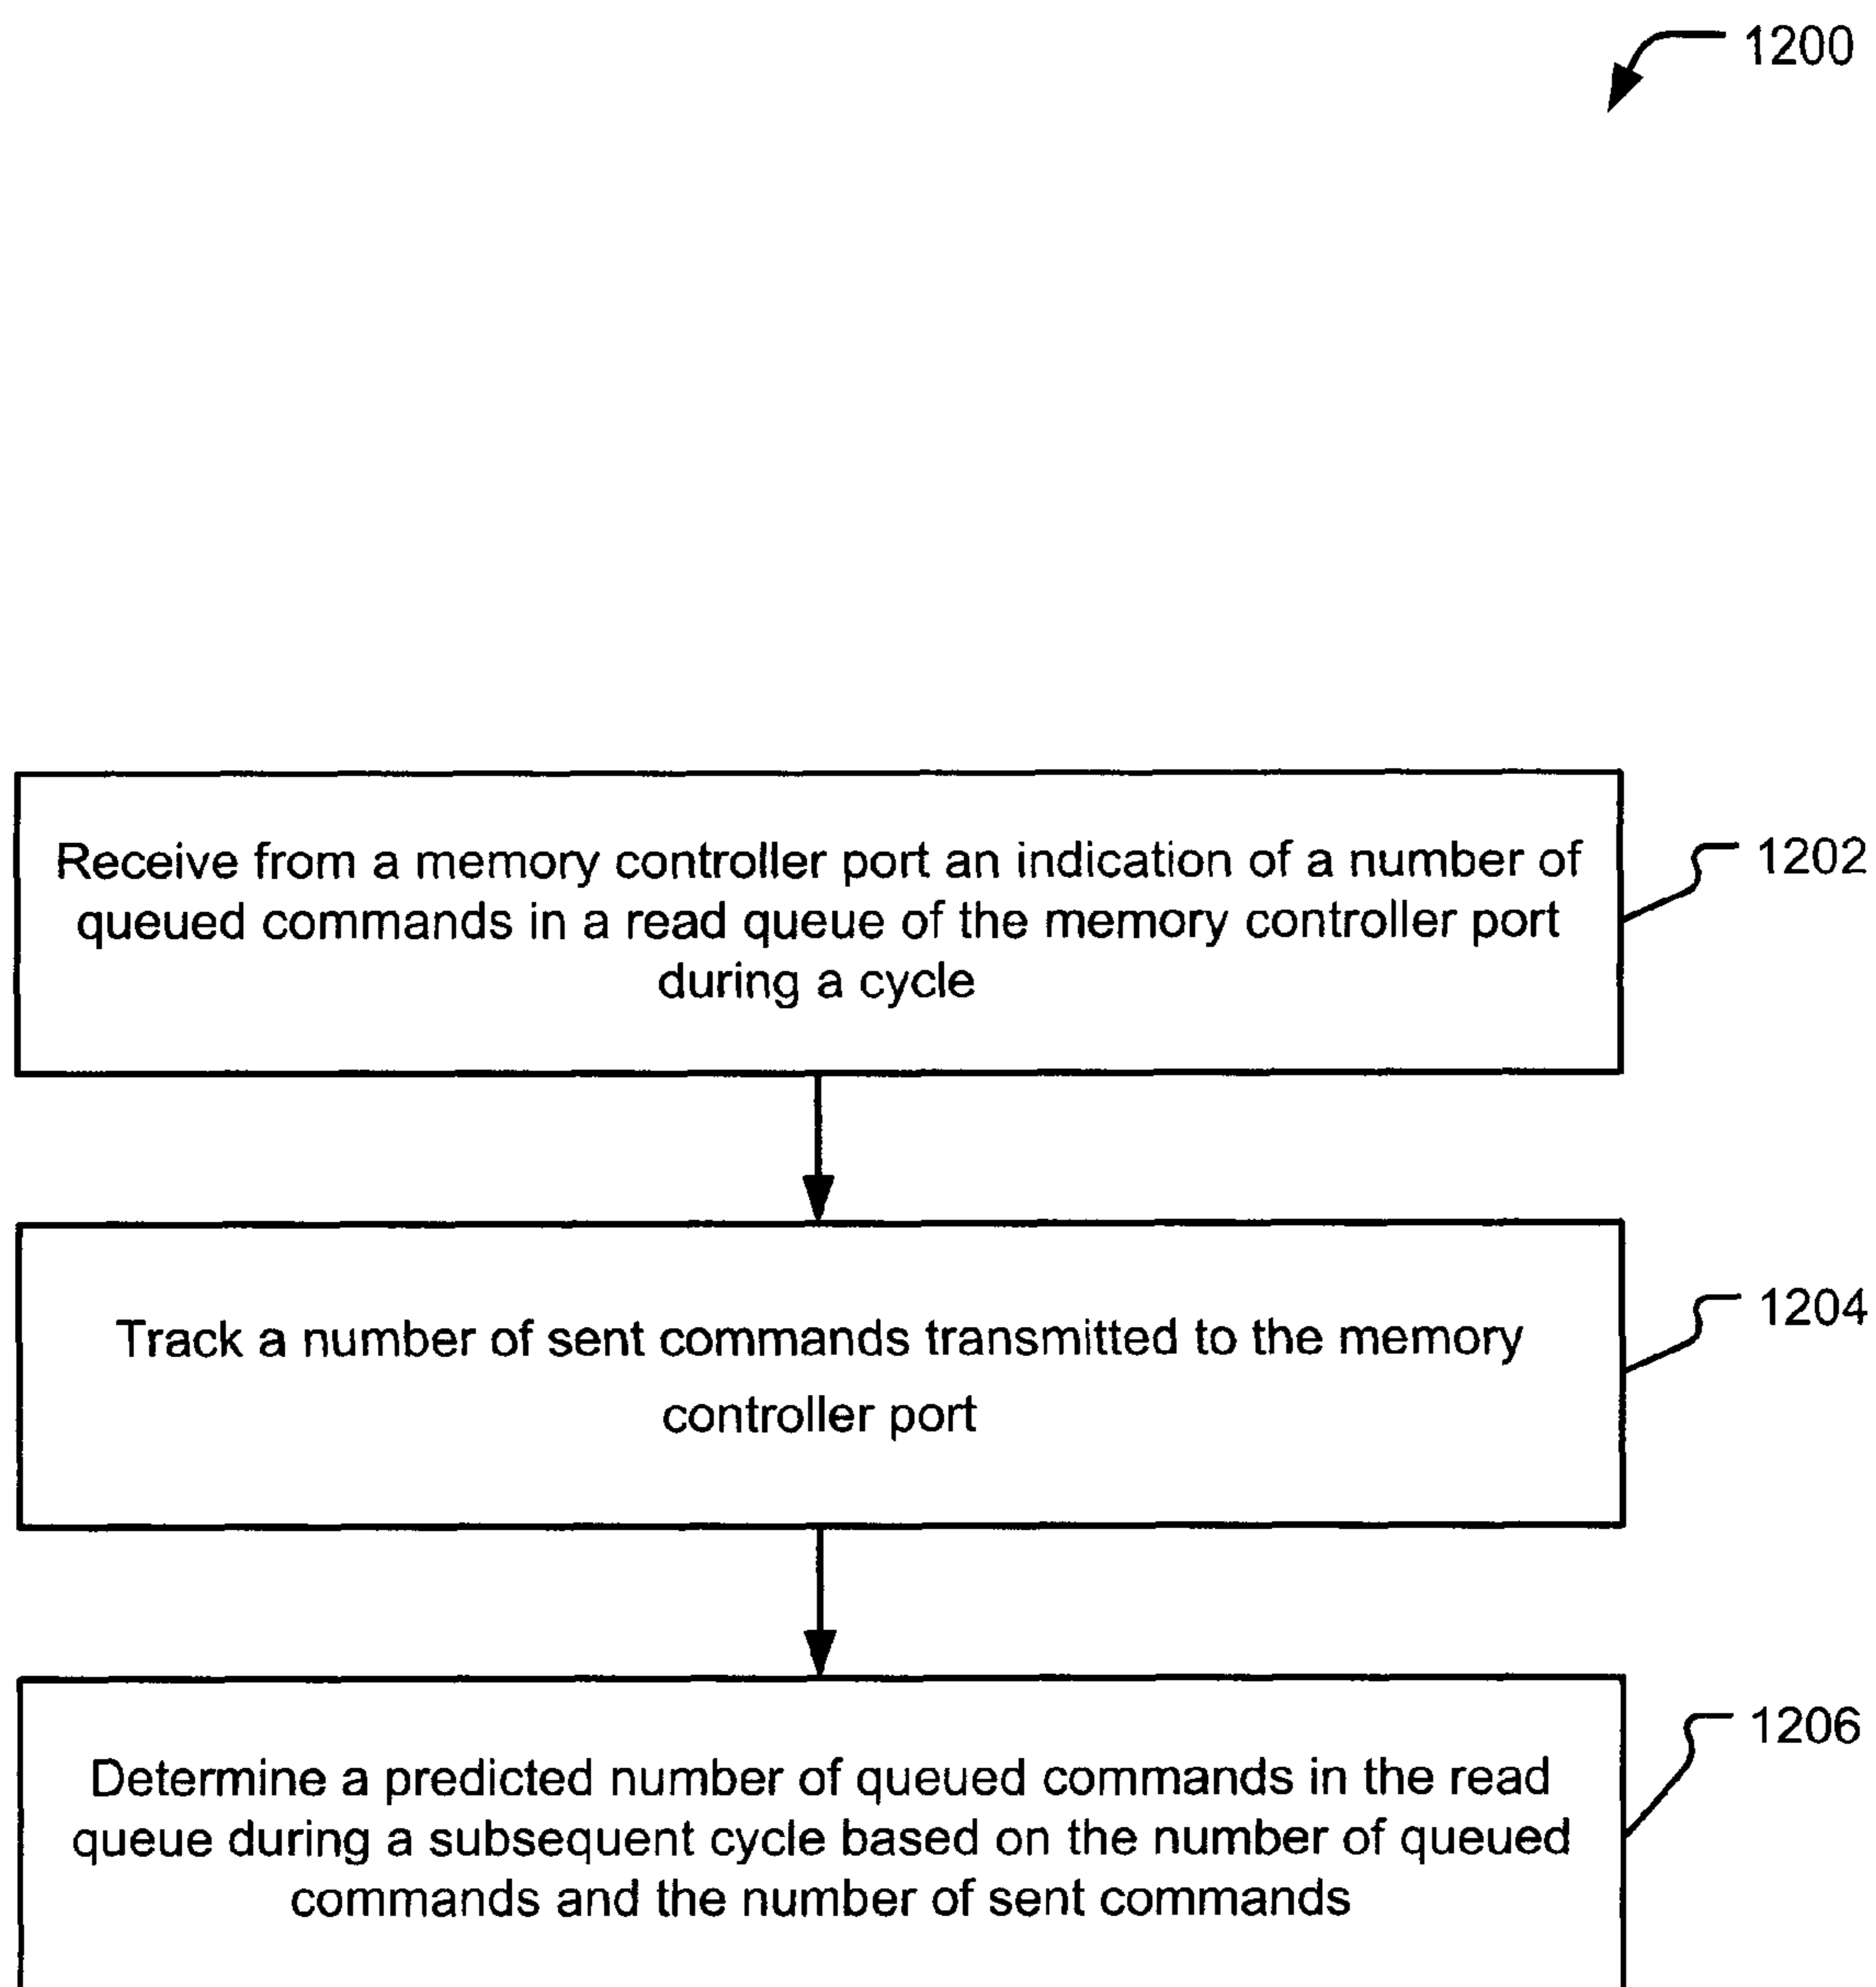 1200
Receive from a memory controller port an indication of a number of
queued commands in a read queue of the memory controller port
during a cycle
1202
Track a number of sent commands transmitted to the memory
controller port
1204
Determine a predicted number of queued commands in the read
queue during a subsequent cycle based on the number of queued
commands and the number of sent commands
1206